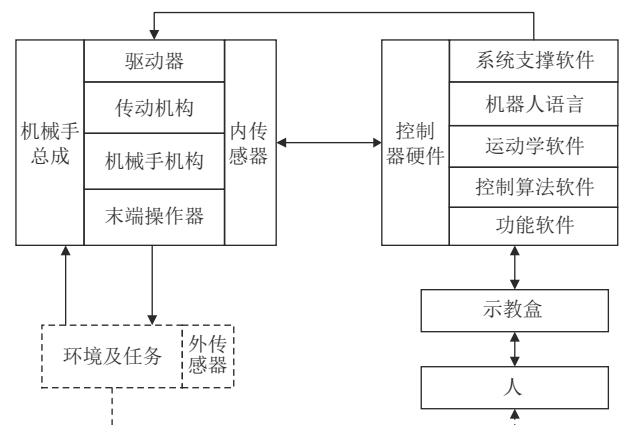 机械手
总成
驱动器
传动机构
机械手机构
末端操作器
内传
感器
控制
器硬件
系统支撑软件
机器人语言
运动学软件
控制算法软件
功能软件
环境及任务
外传
感器
示教盒
人